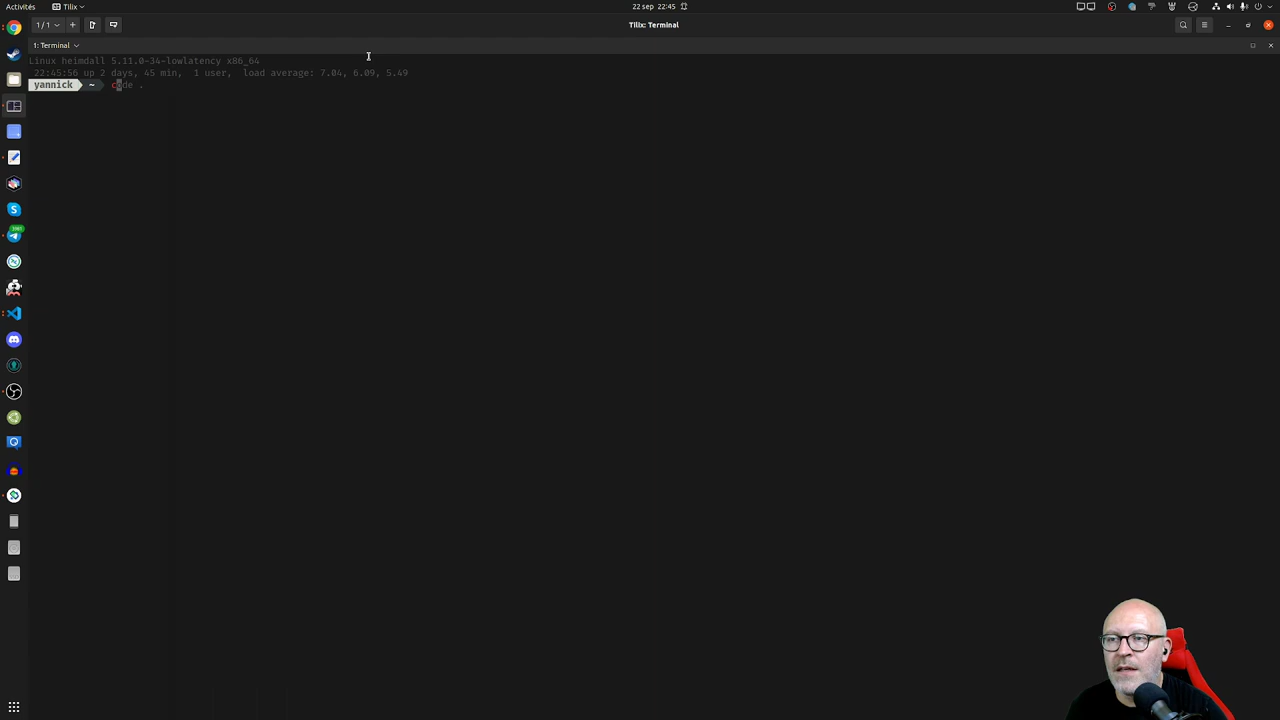 Activités Tilix 22 sep 22:45
1 / 1 Tilix: Terminal
1: Terminal
Linux heimdall 5.11.0-34-lowlatency x86_64
22:45:56 up 2 days, 45 min, 1 user, load average: 7.04, 6.09, 5.49
yannick ~ code .